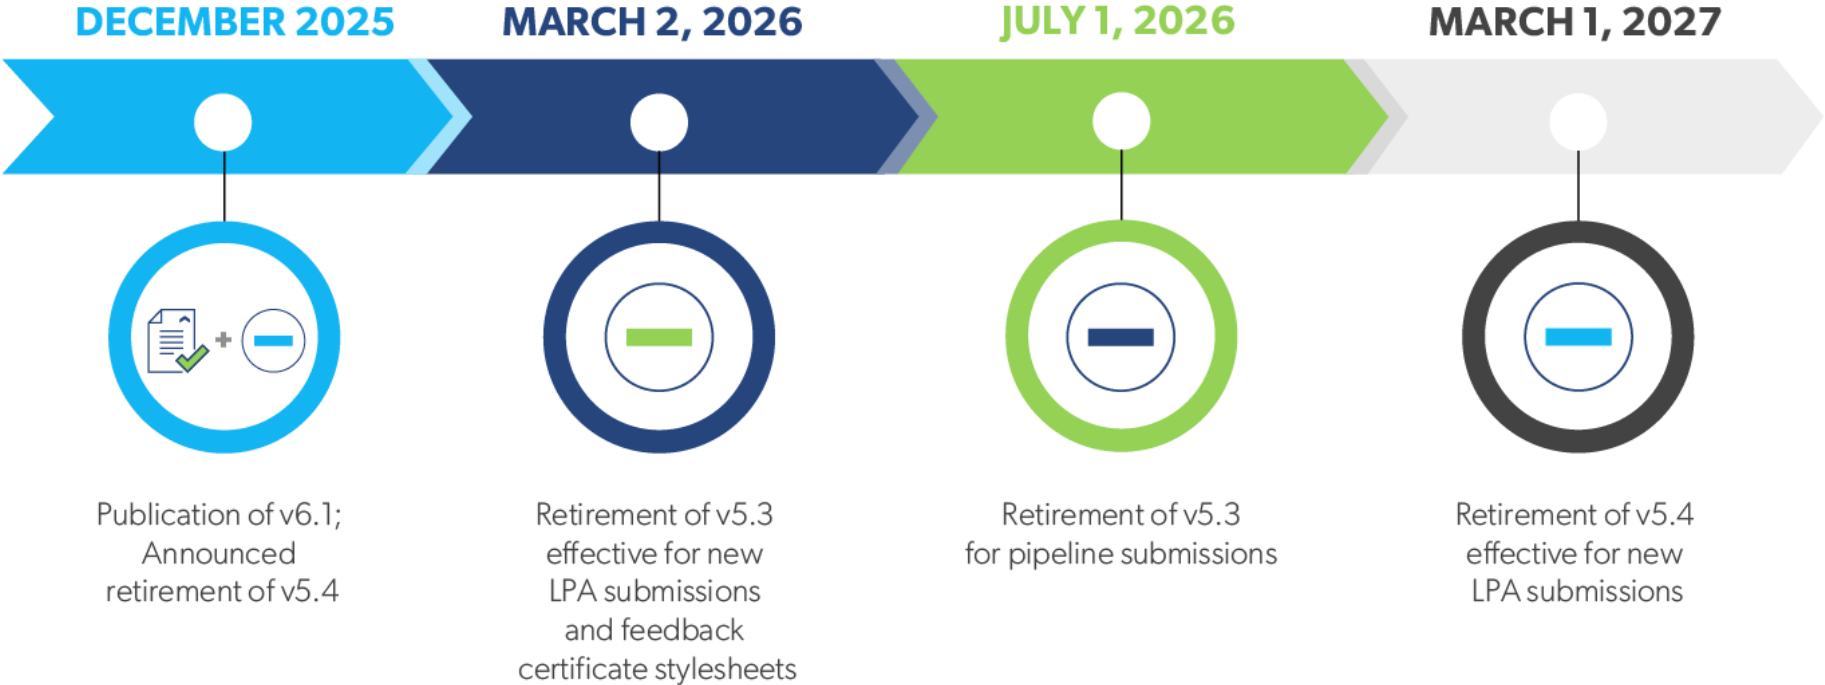 DECEMBER 2025
MARCH 2, 2026
JULY 1, 2026
MARCH 1, 2027
Publication of v6.1;
Announced
retirement of v5.4
Retirement of v5.3
effective for new
LPA submissions
and feedback
certificate stylesheets
Retirement of v5.3
for pipeline submissions
Retirement of v5.4
effective for new
LPA submissions